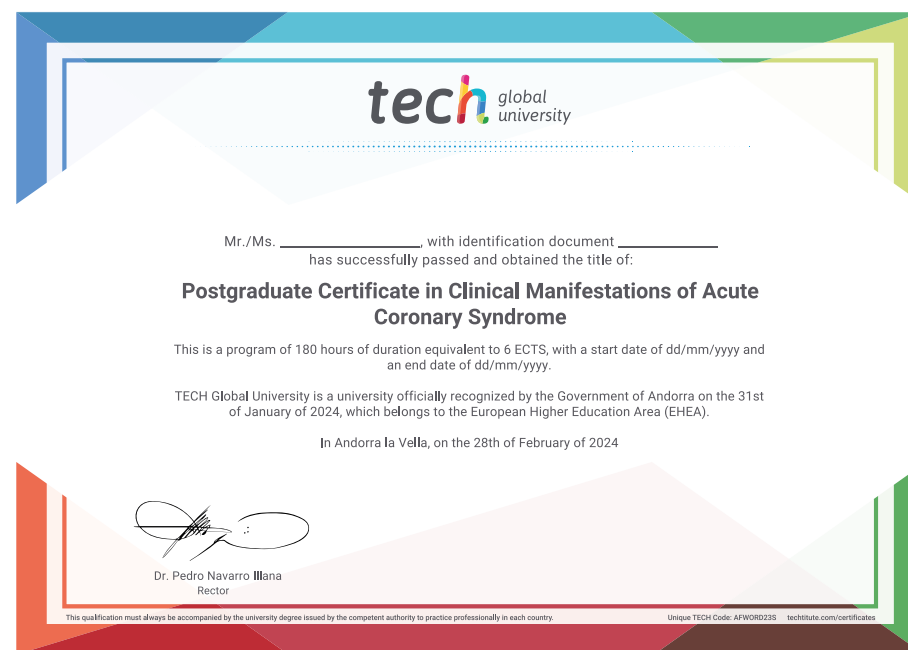 tech global university
Mr./Ms. ____________________, with identification document ______________
has successfully passed and obtained the title of:
Postgraduate Certificate in Clinical Manifestations of Acute
Coronary Syndrome
This is a program of 180 hours of duration equivalent to 6 ECTS, with a start date of dd/mm/yyyy and
an end date of dd/mm/yyyy.
TECH Global University is a university officially recognized by the Government of Andorra on the 31st
of January of 2024, which belongs to the European Higher Education Area (EHEA).
In Andorra la Vella, on the 28th of February of 2024
Dr. Pedro Navarro Illana
Rector
This qualification must always be accompanied by the university degree issued by the competent authority to practice professionally in each country.
Unique TECH Code: AFWORD23S techtitute.com/certificates